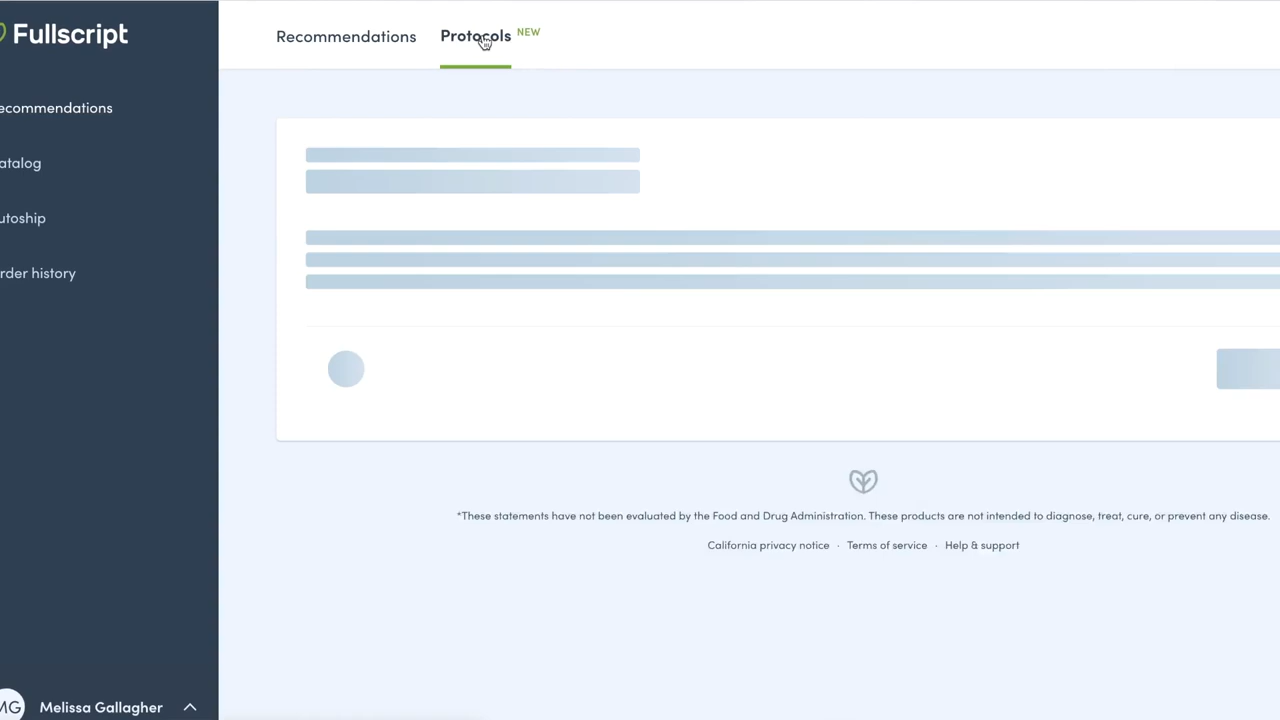 Fullscript
Recommendations
Protocols NEW
ecommendations
atalog
utoship
rder history
*These statements have not been evaluated by the Food and Drug Administration. These products are not intended to diagnose, treat, cure, or prevent any disease.
California privacy notice · Terms of service · Help & support
MG Melissa Gallagher